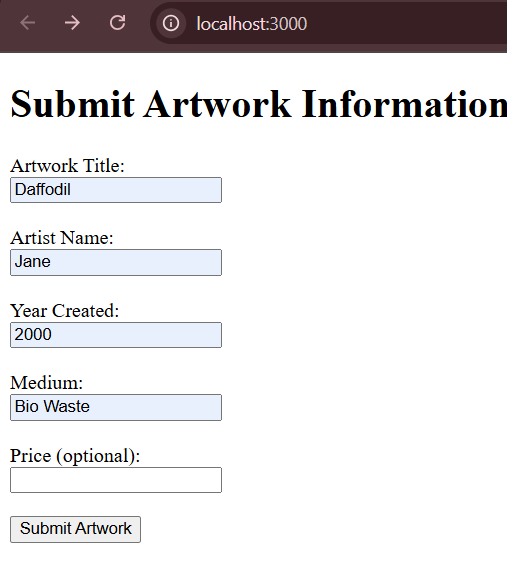 localhost:3000
Submit Artwork Information
Artwork Title:
Daffodil
Artist Name:
Jane
Year Created:
2000
Medium:
Bio Waste
Price (optional):
Submit Artwork